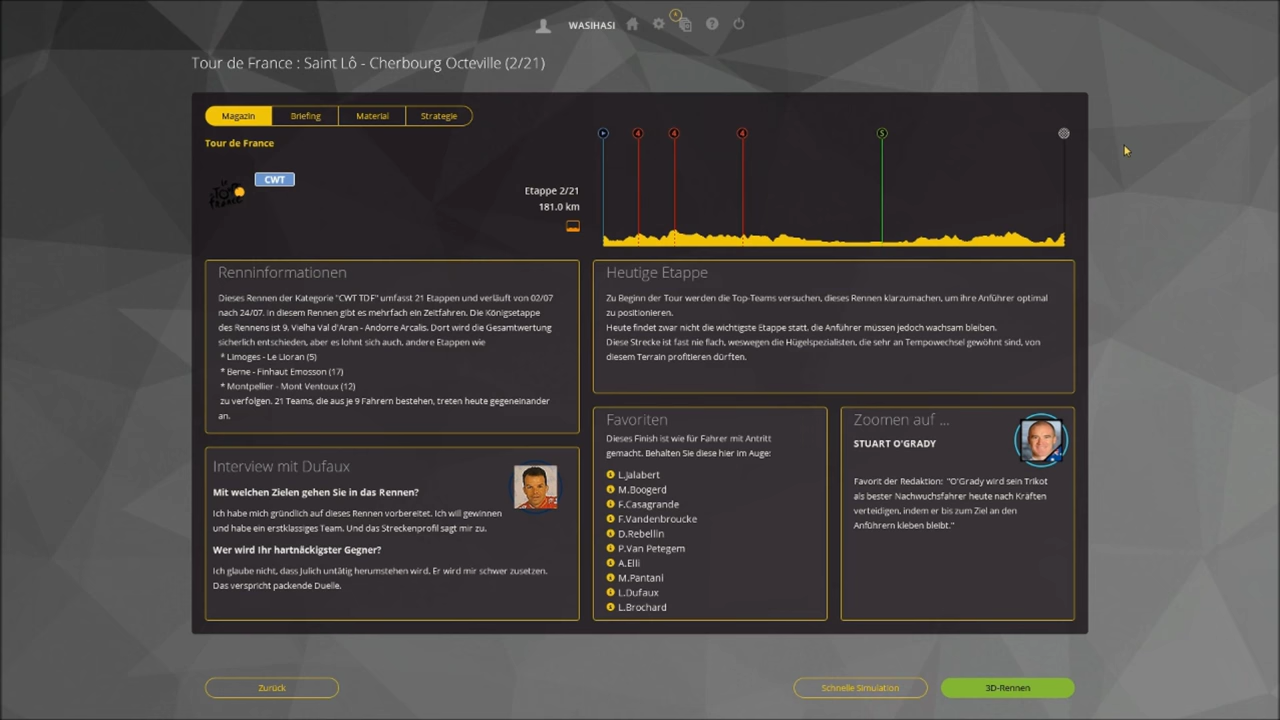 WASIHASI
Tour de France : Saint Lô - Cherbourg Octeville (2/21)
Magazin
Briefing
Material
Strategie
Tour de France
CWT
Etappe 2/21
181.0 km
4
4
4
S
Renninformationen
Dieses Rennen der Kategorie "CWT TDF" umfasst 21 Etappen und verläuft von 02/07
nach 24/07. In diesem Rennen gibt es mehrfach ein Zeitfahren. Die Königsetappe
des Rennens ist 9, Vielha Val d'Aran - Andorre Arcalis. Dort wird die Gesamtwertung
sicherlich entschieden, aber es lohnt sich auch, andere Etappen wie
* Limoges - Le Lioran (5)
* Berne - Finhaut Emosson (17)
* Montpellier - Mont Ventoux (12)
zu verfolgen. 21 Teams, die aus je 9 Fahrern bestehen, treten heute gegeneinander
an.
Heutige Etappe
Zu Beginn der Tour werden die Top-Teams versuchen, dieses Rennen klarzumachen, um ihre Anführer optimal
zu positionieren.
Heute findet zwar nicht die wichtigste Etappe statt, die Anführer müssen jedoch wachsam bleiben.
Diese Strecke ist fast nie flach, weswegen die Hügelspezialisten, die sehr an Tempowechsel gewöhnt sind, von
diesem Terrain profitieren dürften.
Interview mit Dufaux
Mit welchen Zielen gehen Sie in das Rennen?
Ich habe mich gründlich auf dieses Rennen vorbereitet. Ich will gewinnen
und habe ein erstklassiges Team. Und das Streckenprofil sagt mir zu.
Wer wird Ihr hartnäckigster Gegner?
Ich glaube nicht, dass Julich untätig herumstehen wird. Er wird mir schwer zusetzen.
Das verspricht packende Duelle.
Favoriten
Dieses Finish ist wie für Fahrer mit Antritt
gemacht. Behalten Sie diese hier im Auge:
L.Jalabert
M.Boogerd
F.Casagrande
F.Vandenbroucke
D.Rebellin
P.Van Petegem
A.Elli
M.Pantani
L.Dufaux
L.Brochard
Zoomen auf ...
STUART O'GRADY
Favorit der Redaktion: "O'Grady wird sein Trikot
als bester Nachwuchsfahrer heute nach Kräften
verteidigen, indem er bis zum Ziel an den
Anführern kleben bleibt."
Zurück
Schnelle Simulation
3D-Rennen